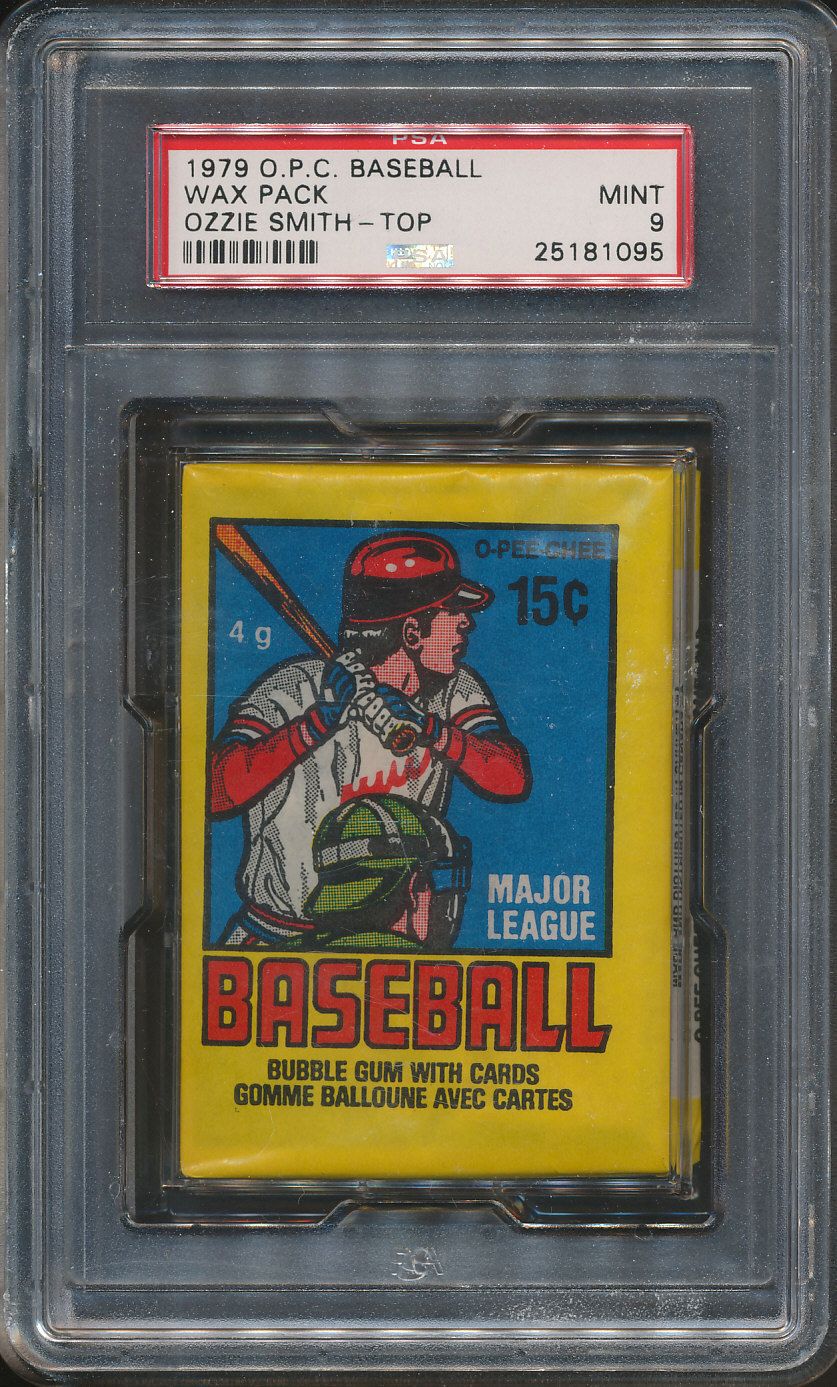 PSA
1979 O.P.C. BASEBALL
WAX PACK MINT
OZZIE SMITH - TOP 9
25181095
O-PEE-CHEE
15¢
4 g
MAJOR
LEAGUE
BASEBALL
BUBBLE GUM WITH CARDS
GOMME BALLOUNE AVEC CARTES